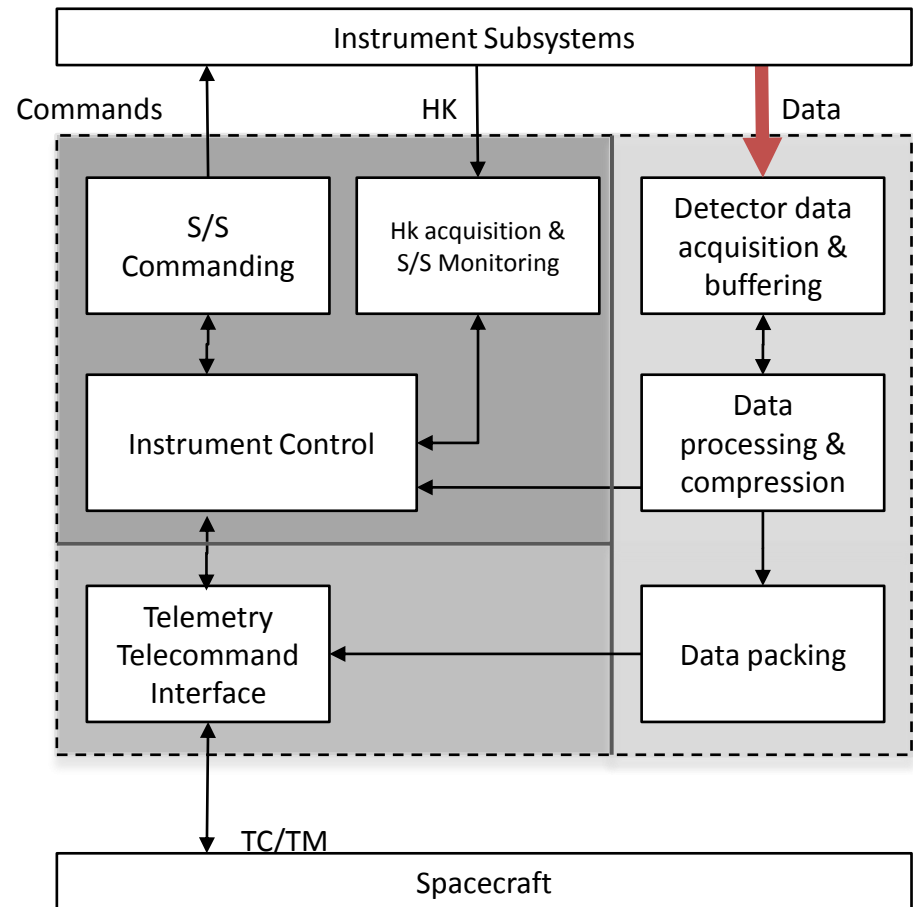 Instrument Subsystems
Commands
HK
Data
S/S
Commanding
Hk acquisition &
S/S Monitoring
Detector data
acquisition &
buffering
Instrument Control
Data
processing &
compression
Telemetry
Telecommand
Interface
Data packing
TC/TM
Spacecraft